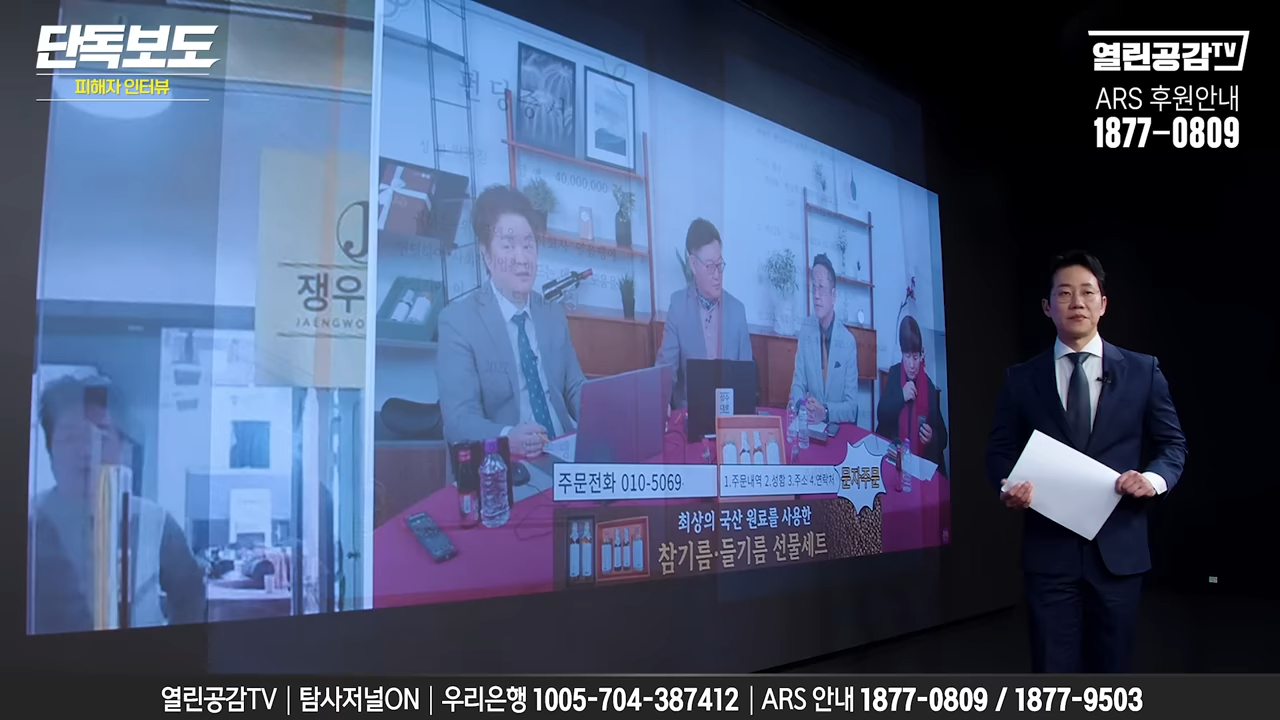 단독보도
피해자 인터뷰
열린공감TV
ARS 후원안내
1877-0809
40,000,000
쟁우
JAENGWO
주문전화 010-5069
1.주문내역 2.성함 3.주소 4.연락처
문자주문
최상의 국산 원료를 사용한
참기름·들기름 선물세트
열린공감TV | 탐사저널ON | 우리은행 1005-704-387412 | ARS 안내 1877-0809 / 1877-9503